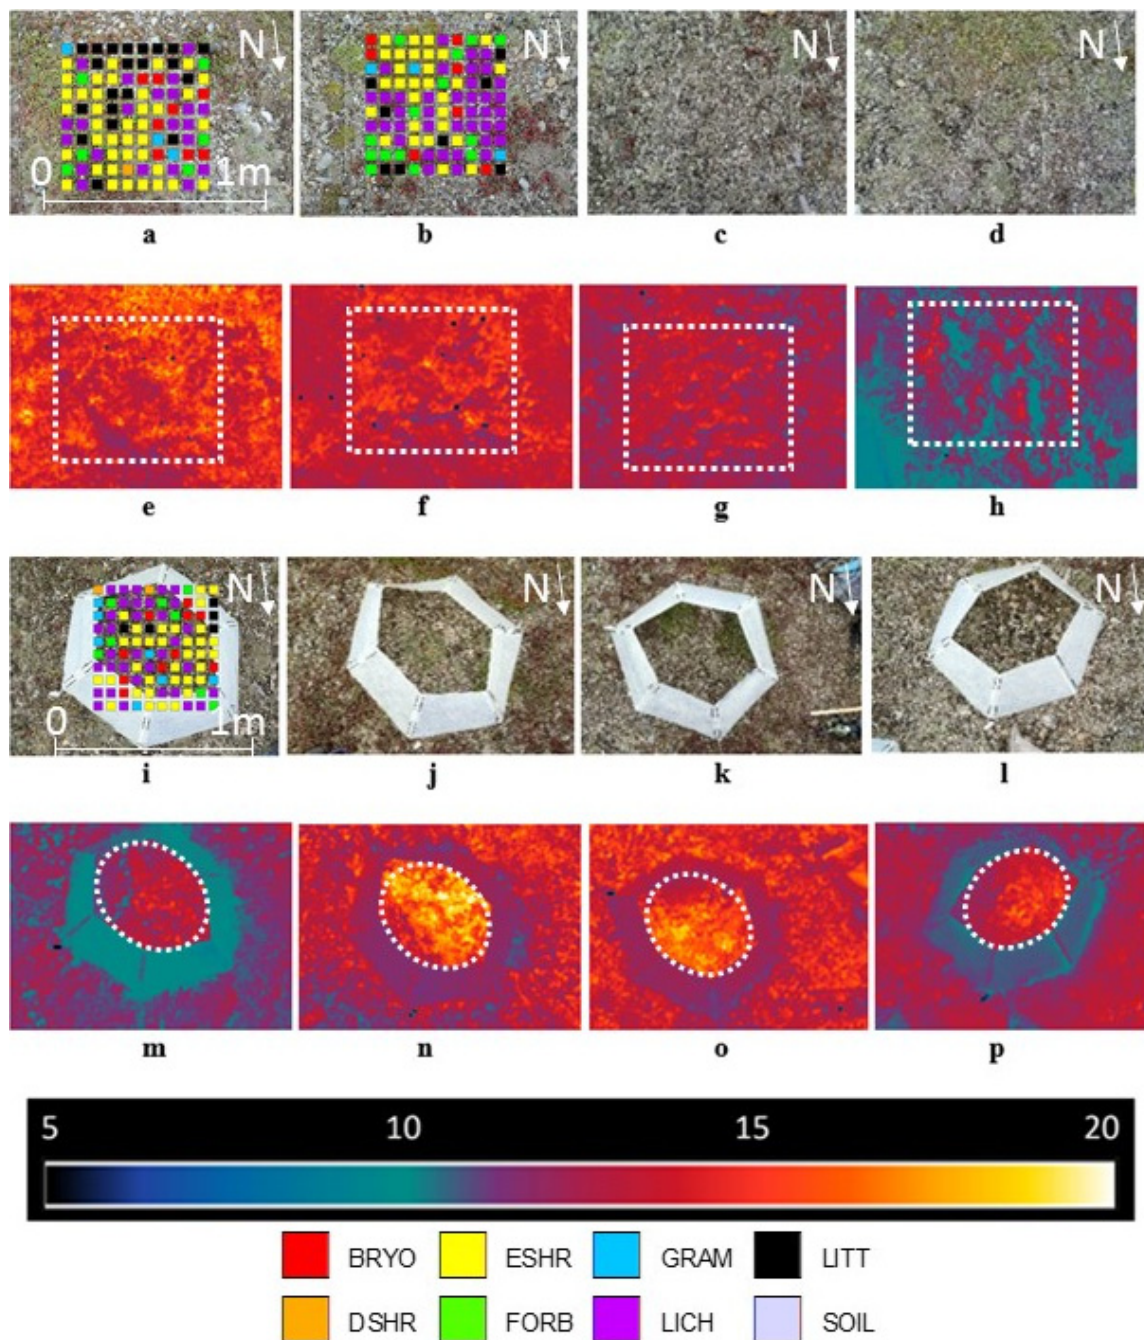 N N N N
0 1m
a b c d
e f g h
N N N N
0 1m
i j k l
m n o p
5 10 15 20
BRYO ESHR GRAM LITT
DSHR FORB LICH SOIL